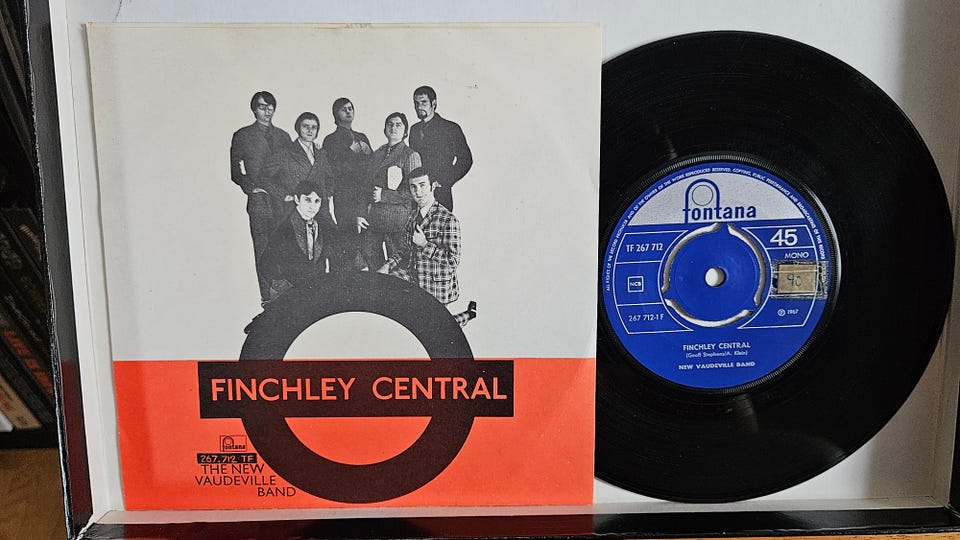 FINCHLEY CENTRAL
fontana
267.712 TF
THE NEW
VAUDEVILLE
BAND
fontana
TF 267 712
45
MONO
NCB
267 712-1 F
℗ 1967
FINCHLEY CENTRAL
(Geoff Stephens/A. Klein)
NEW VAUDEVILLE BAND